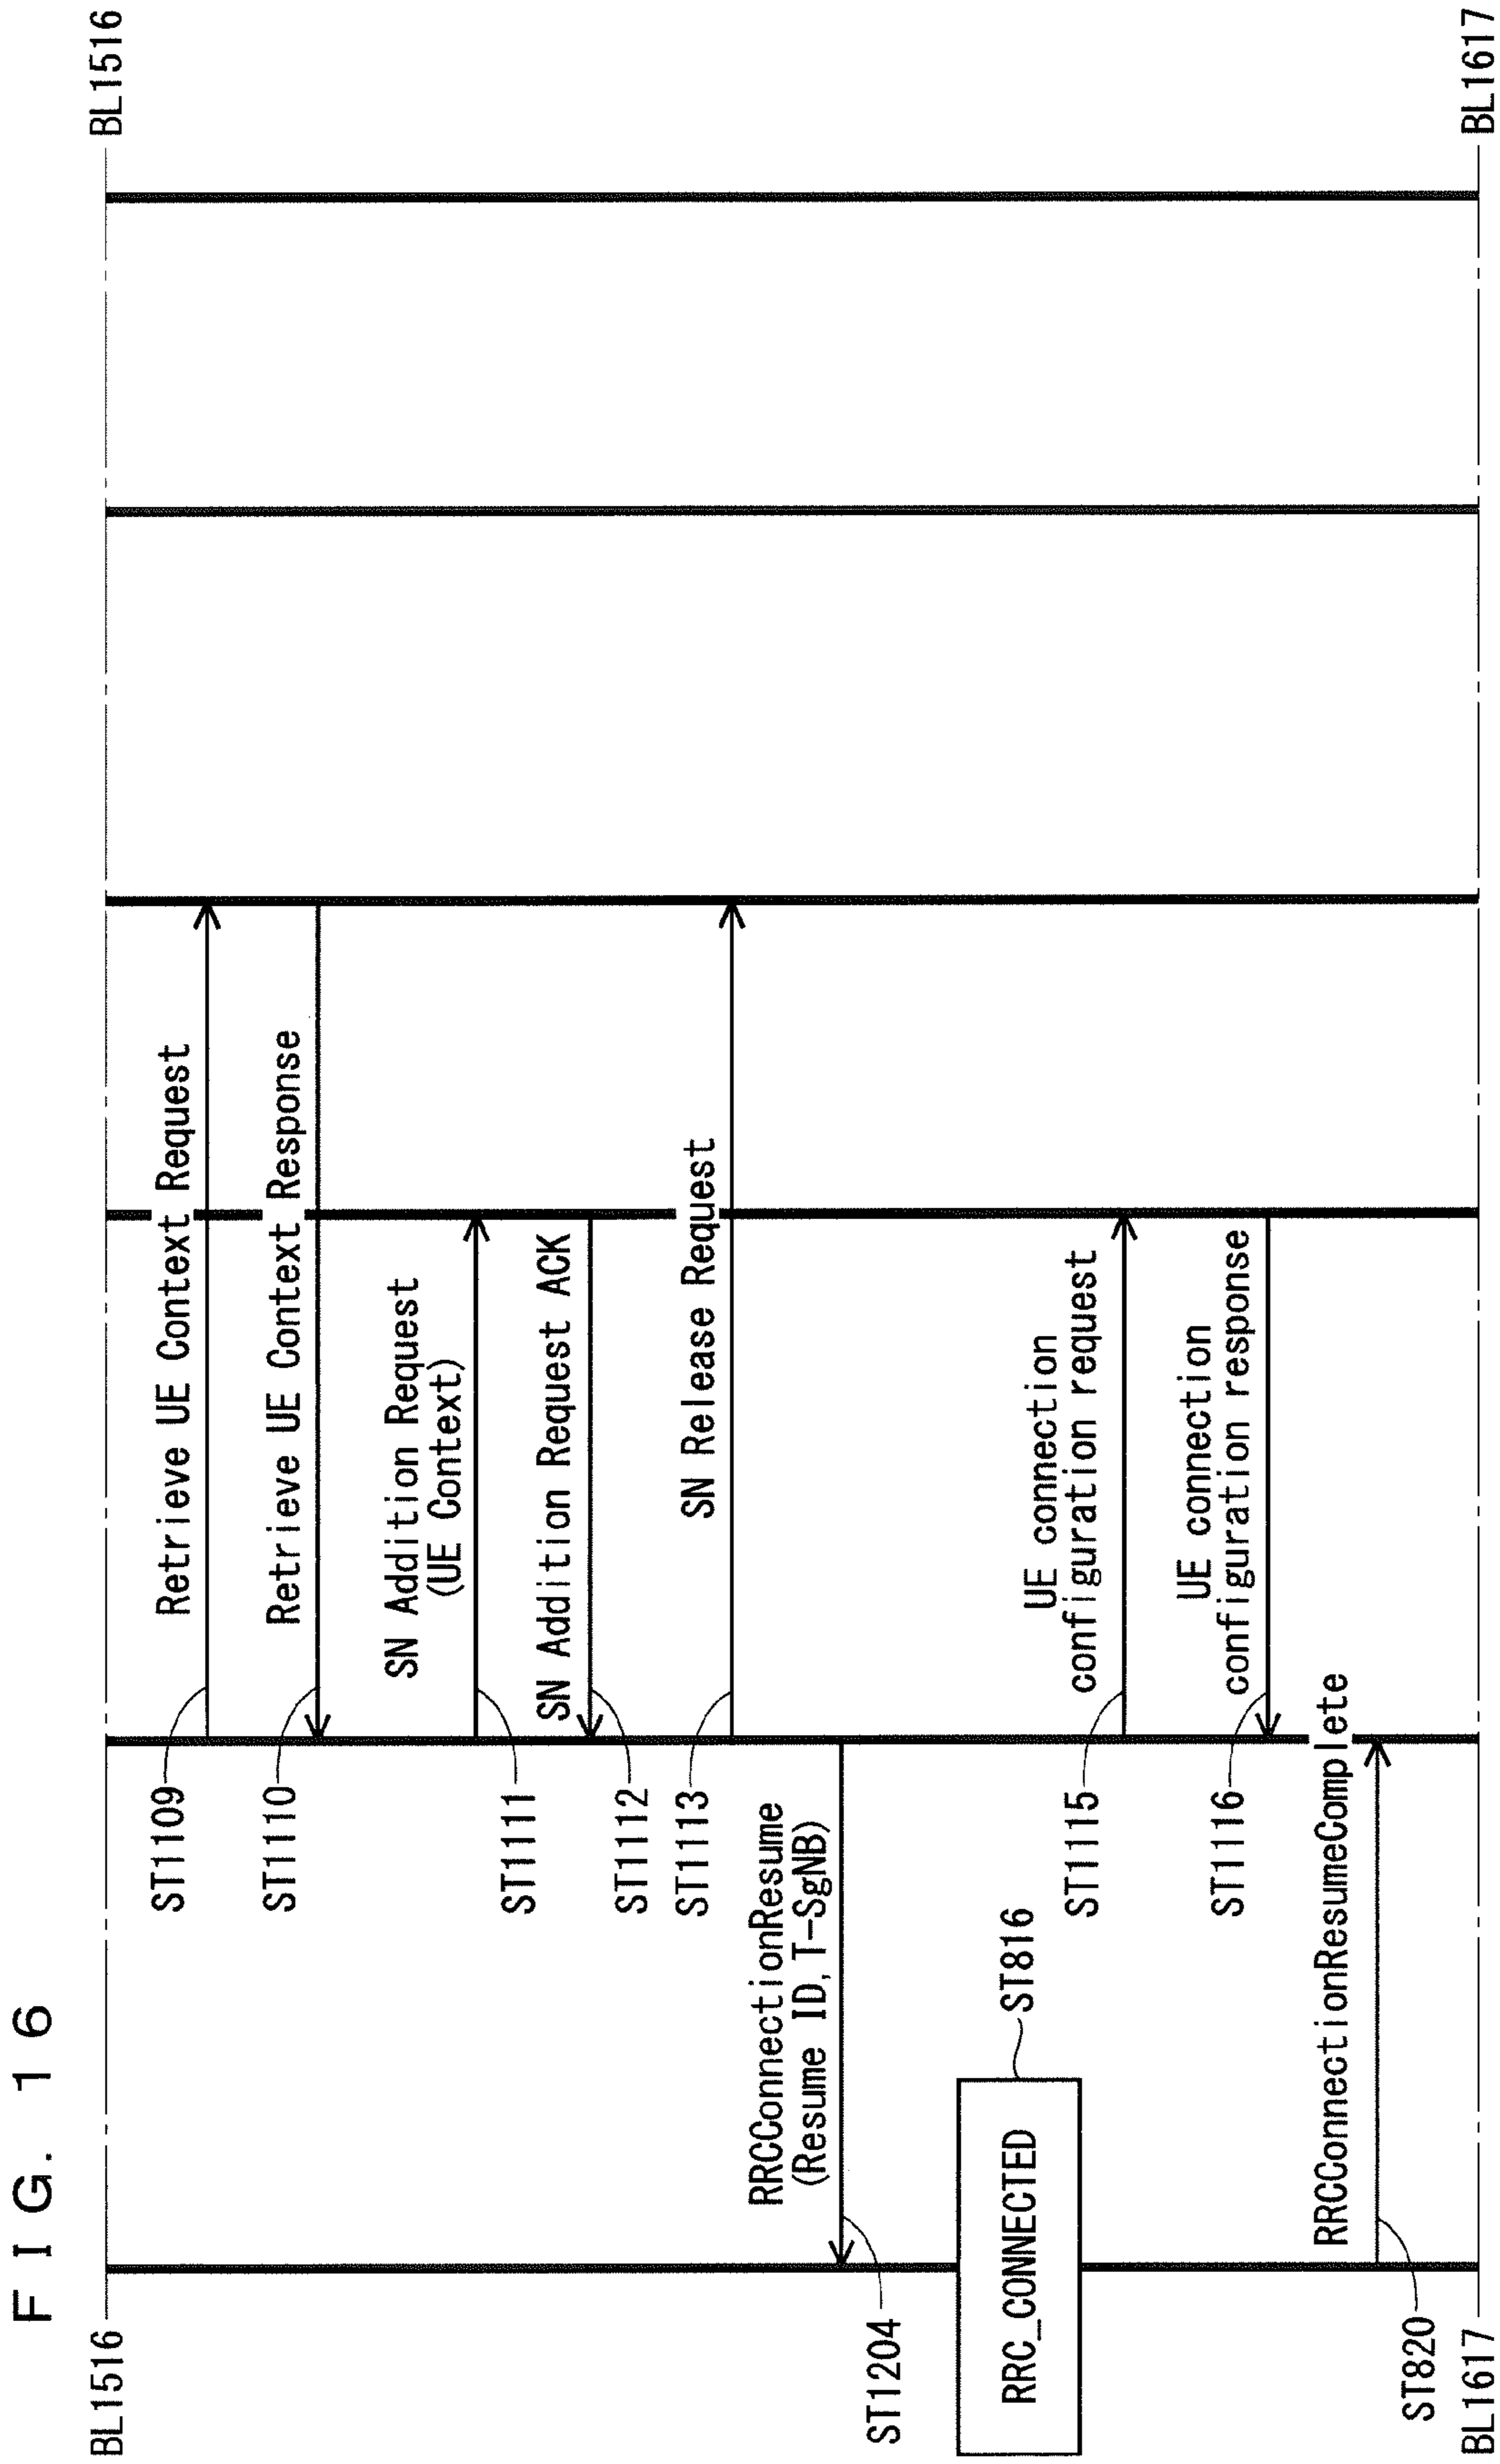 FIG. 16
BL1516
BL1516
Retrieve UE Context Request
ST1109
Retrieve UE Context Response
ST1110
SN Addition Request
(UE Context)
ST1111
SN Addition Request ACK
ST1112
SN Release Request
ST1113
RRCConnectionResume
(Resume ID, T-SgNB)
ST1204
RRC_CONNECTED
ST816
UE connection
configuration request
ST1115
UE connection
configuration response
ST1116
RRCConnectionResumeComplete
ST820
BL1617
BL1617